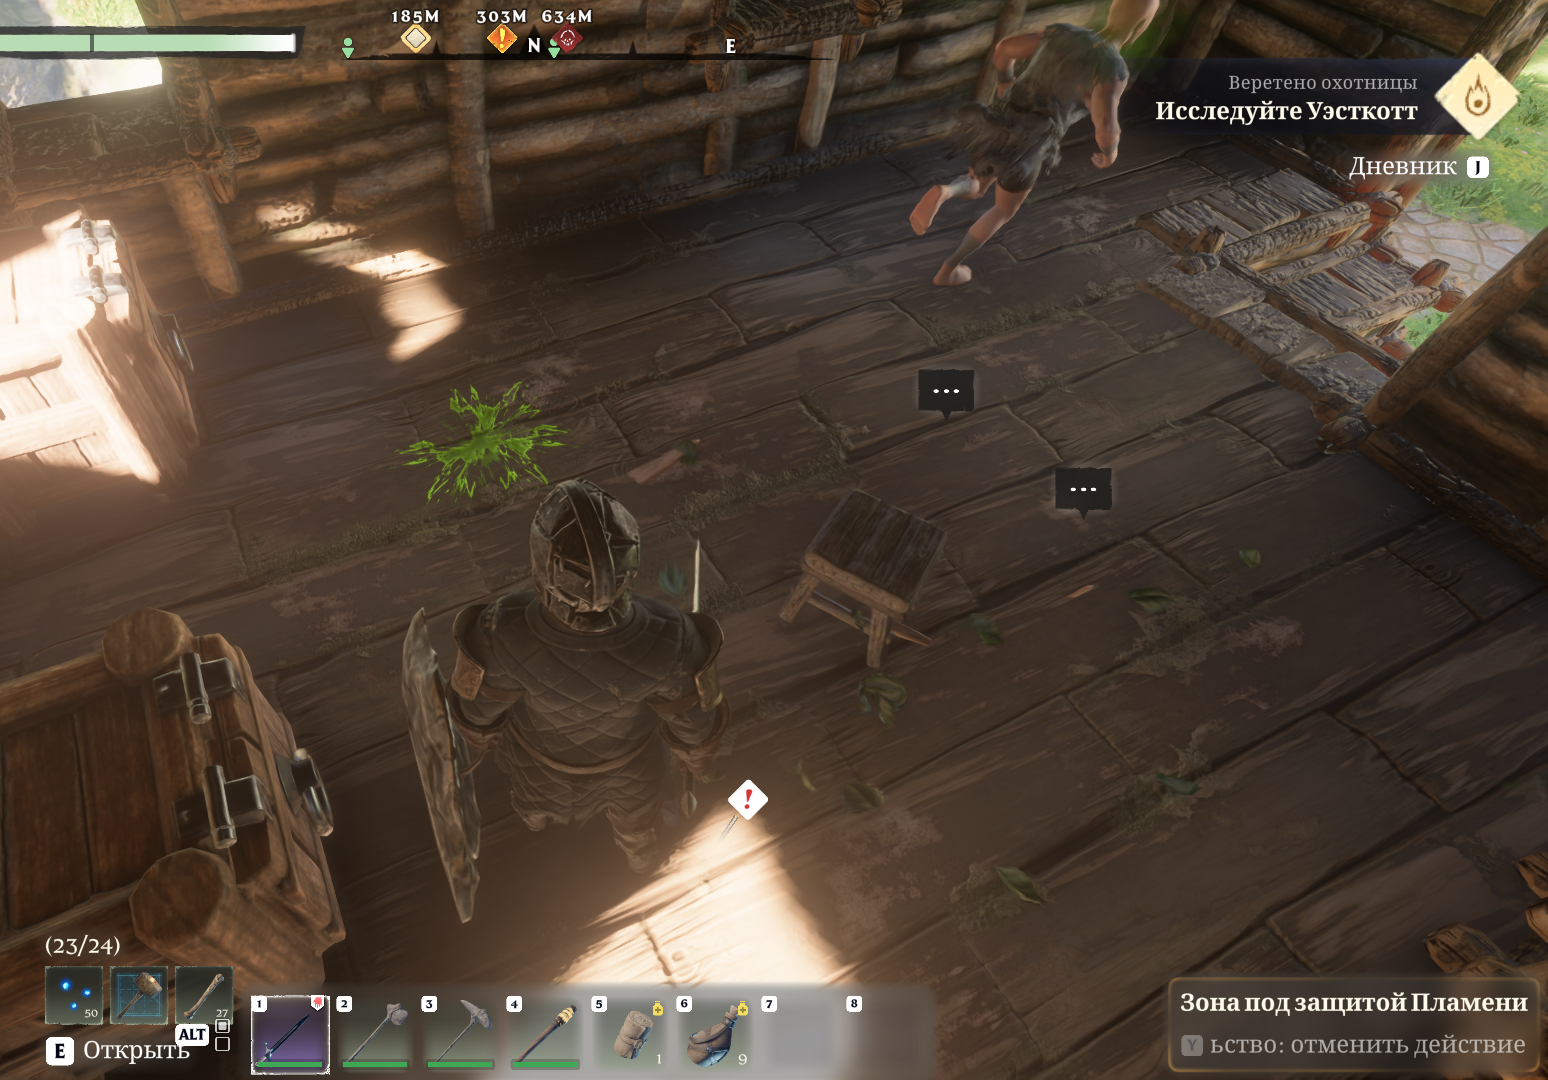 185M 303M 634M
N E
Веретено охотницы
Исследуйте Уэсткотт
Дневник J
...
...
!
(23/24)
50 27
ALT
E Открыть
1 2 3 4 5 6 7 8
1 9
Зона под защитой Пламени
Y ьство: отменить действие